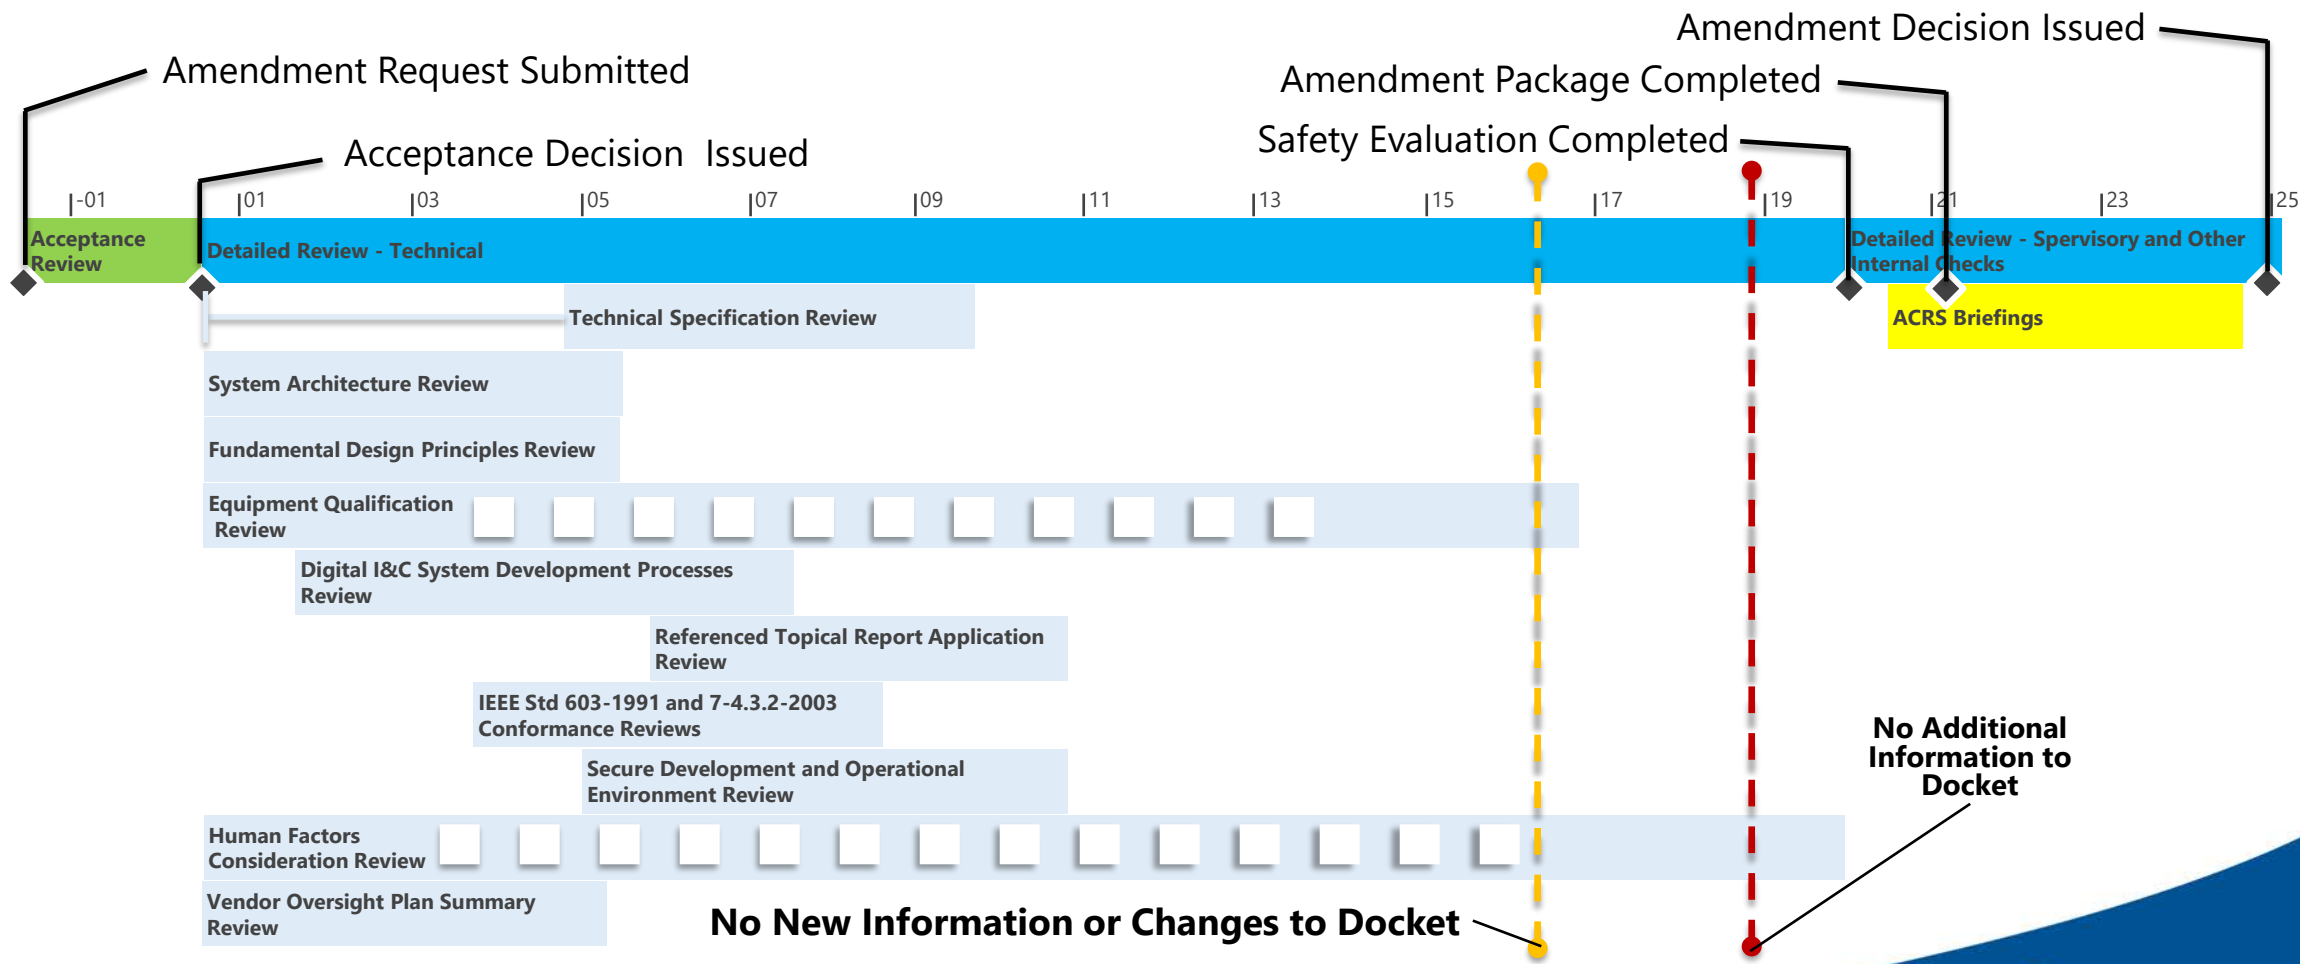 Amendment Decision Issued
Amendment Request Submitted
Amendment Package Completed
Acceptance Decision  Issued
Safety Evaluation Completed
-01
01
03
05
07
09
11
13
15
17
19
21
23
25
Acceptance
Review
Detailed Review - Technical
Detailed Review - Spervisory and Other
Internal Checks
Technical Specification Review
ACRS Briefings
System Architecture Review
Fundamental Design Principles Review
Equipment Qualification
Review
Digital I&C System Development Processes
Review
Referenced Topical Report Application
Review
IEEE Std 603-1991 and 7-4.3.2-2003
Conformance Reviews
Secure Development and Operational
Environment Review
No Additional
Information to
Docket
Human Factors
Consideration Review
Vendor Oversight Plan Summary
Review
No New Information or Changes to Docket